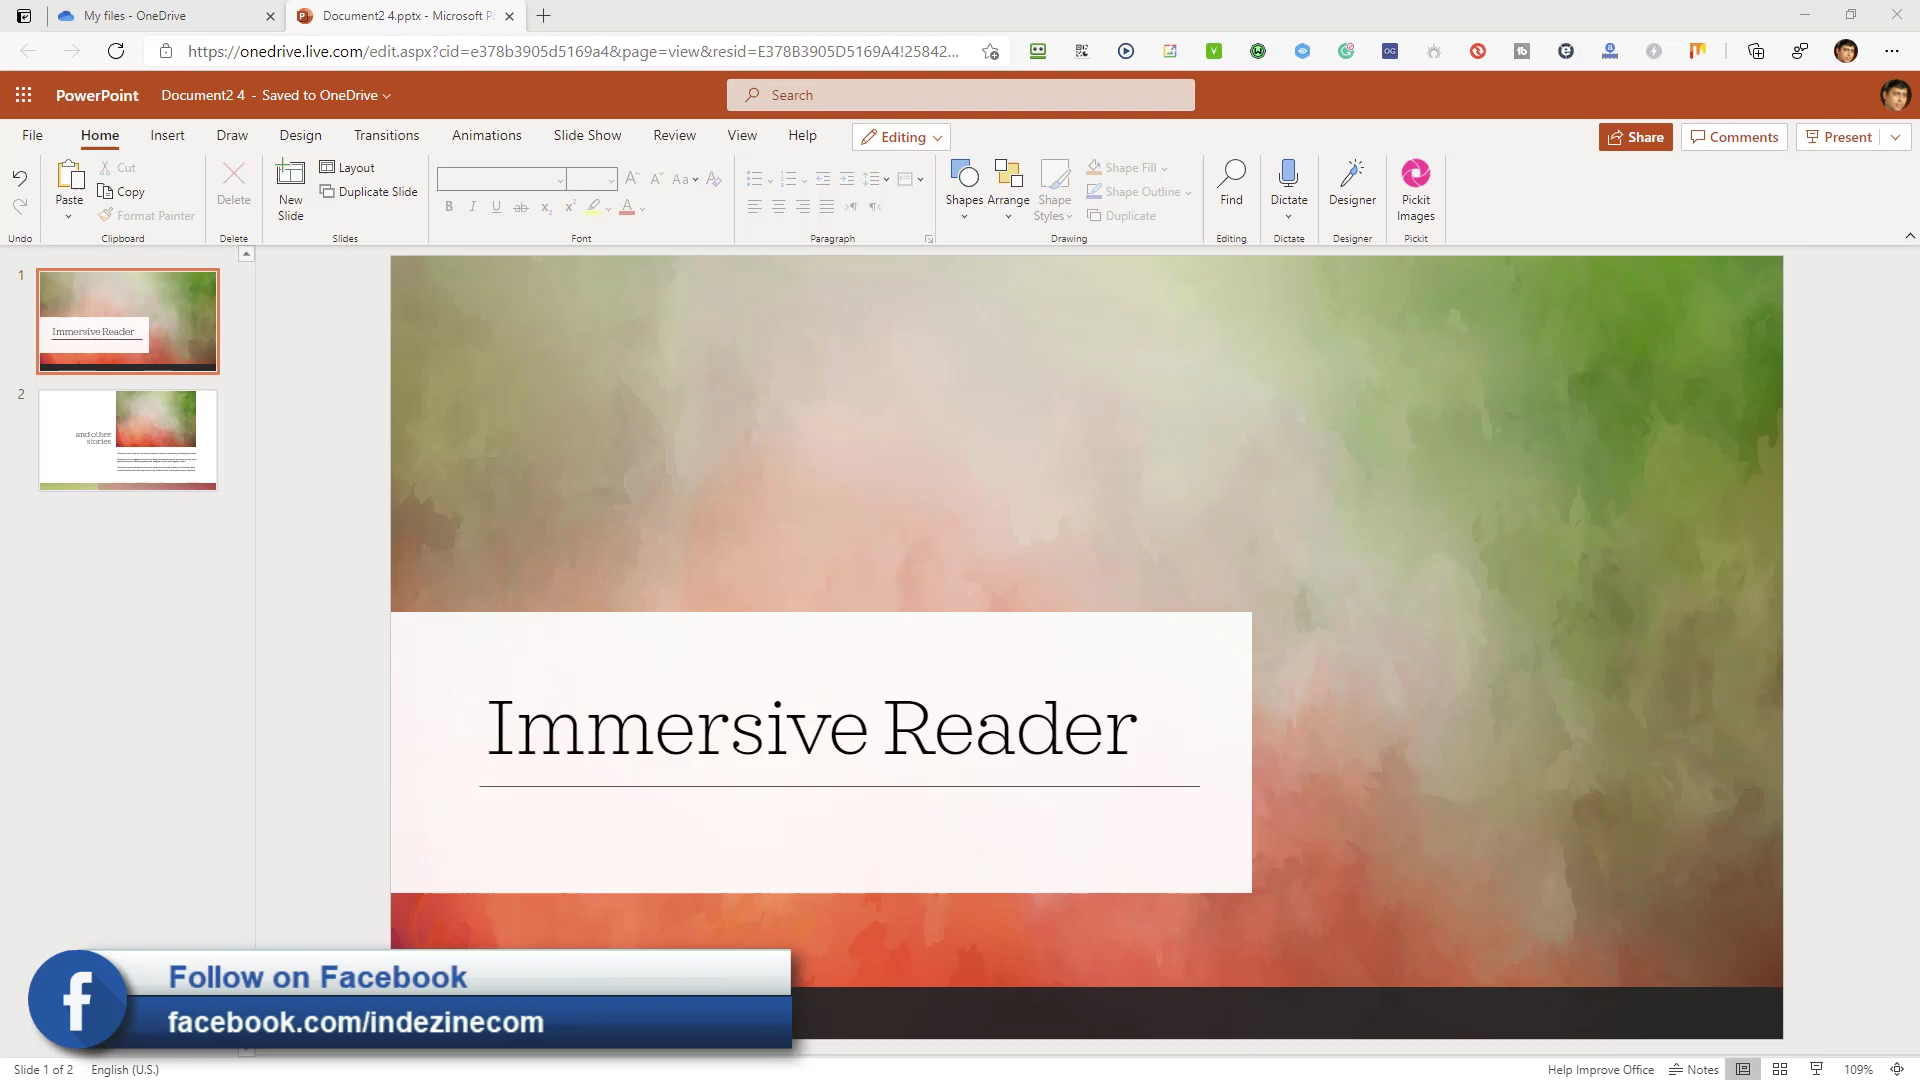 My files - OneDrive
Document2 4.pptx - Microsoft P
https://onedrive.live.com/edit.aspx?cid=e378b3905d5169a4&page=view&resid=E378B3905D5169A4!25842...
PowerPoint Document2 4 - Saved to OneDrive
Search
File Home Insert Draw Design Transitions Animations Slide Show Review View Help Editing
Share Comments Present
Paste Cut Copy Format Painter
Delete
New Slide
Layout
Duplicate Slide
Shapes Arrange Shape Styles
Shape Fill
Shape Outline
Duplicate
Find Dictate Designer Pickit Images
Undo Clipboard Delete Slides Font Paragraph Drawing Editing Dictate Designer Pickit
1
Immersive Reader
2
and other
stories
Immersive Reader
Follow on Facebook
facebook.com/indezinecom
Slide 1 of 2 English (U.S.)
Help Improve Office Notes 109%